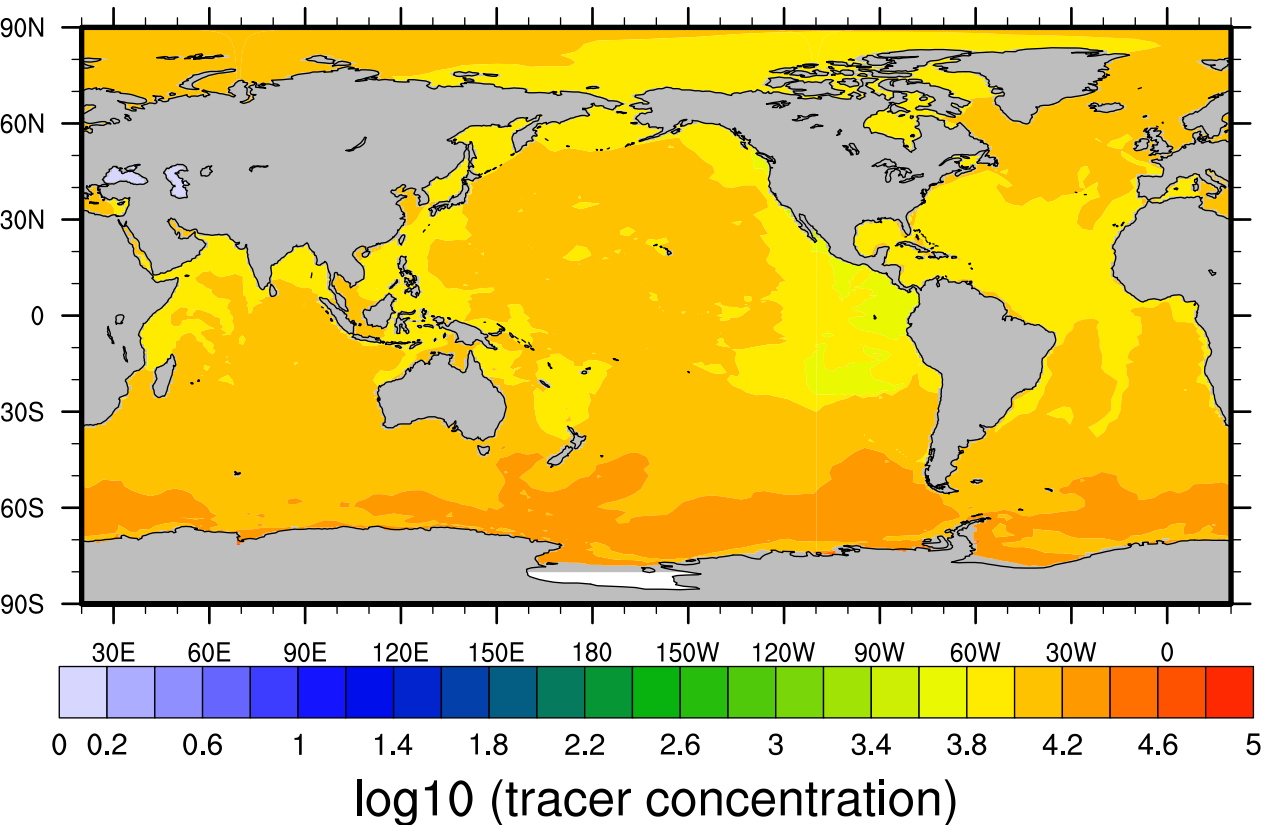 90N
60N
30N
0
30S
60S
90S
30E 60E 90E 120E 150E 180 150W 120W 90W 60W 30W 0
0 0.2 0.6 1 1.4 1.8 2.2 2.6 3 3.4 3.8 4.2 4.6 5
log10 (tracer concentration)